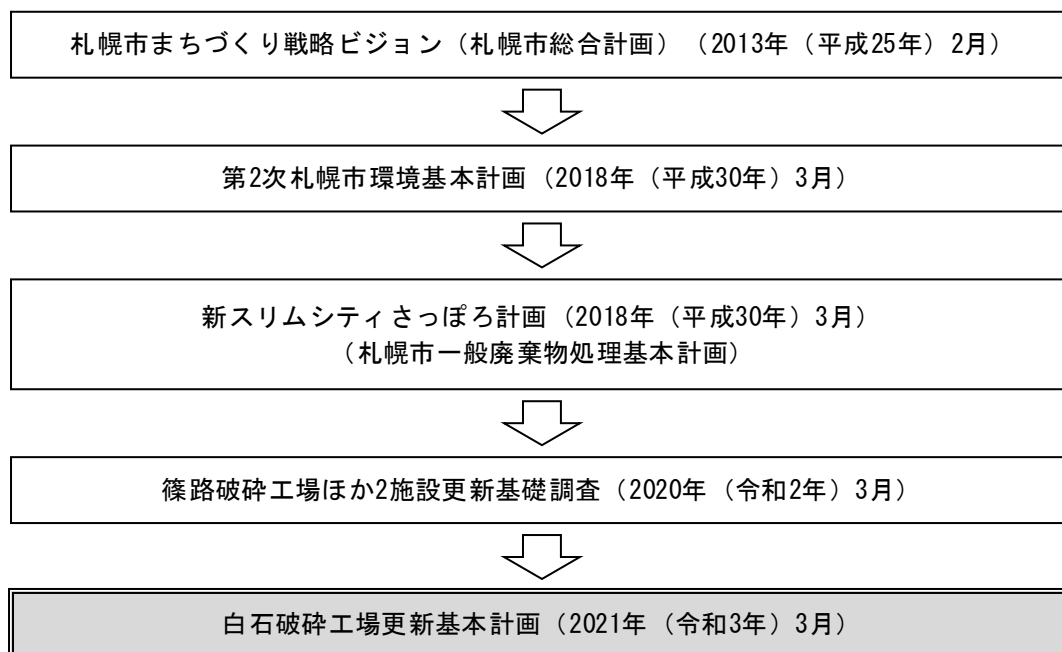 札幌市まちづくり戦略ビジョン（札幌市総合計画）（2013年（平成25年）2月）
第2次札幌市環境基本計画（2018年（平成30年）3月）
新スリムシティさっぽろ計画（2018年（平成30年）3月）
（札幌市一般廃棄物処理基本計画）
篠路破砕工場ほか2施設更新基礎調査（2020年（令和2年）3月）
白石破砕工場更新基本計画（2021年（令和3年）3月）